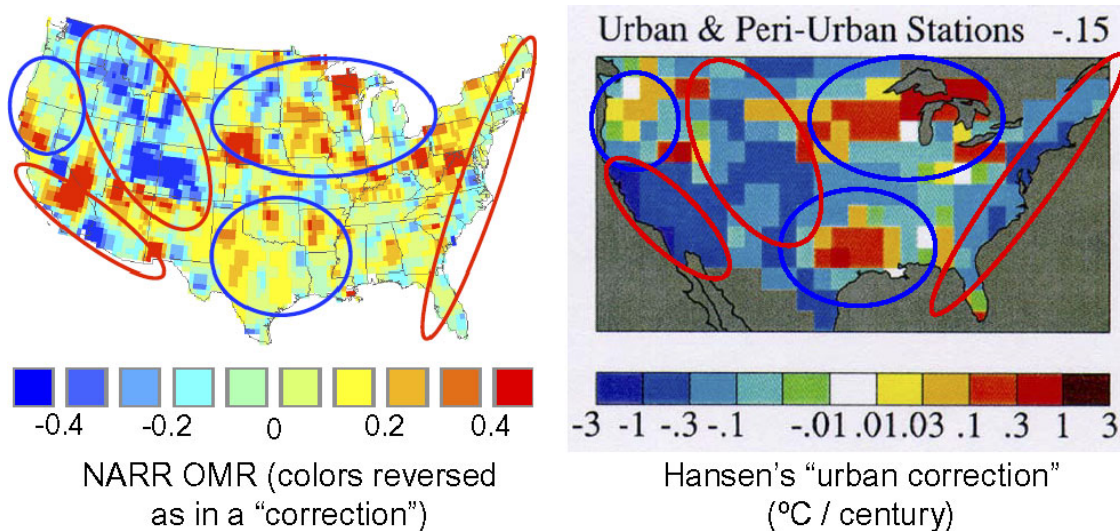 Urban & Peri-Urban Stations -.15
-0.4 -0.2 0 0.2 0.4
-3 -1 -.3 -.1 -.01 .01 .03 .1 .3 1 3
NARR OMR (colors reversed
as in a “correction”)
Hansen’s “urban correction”
(ºC / century)